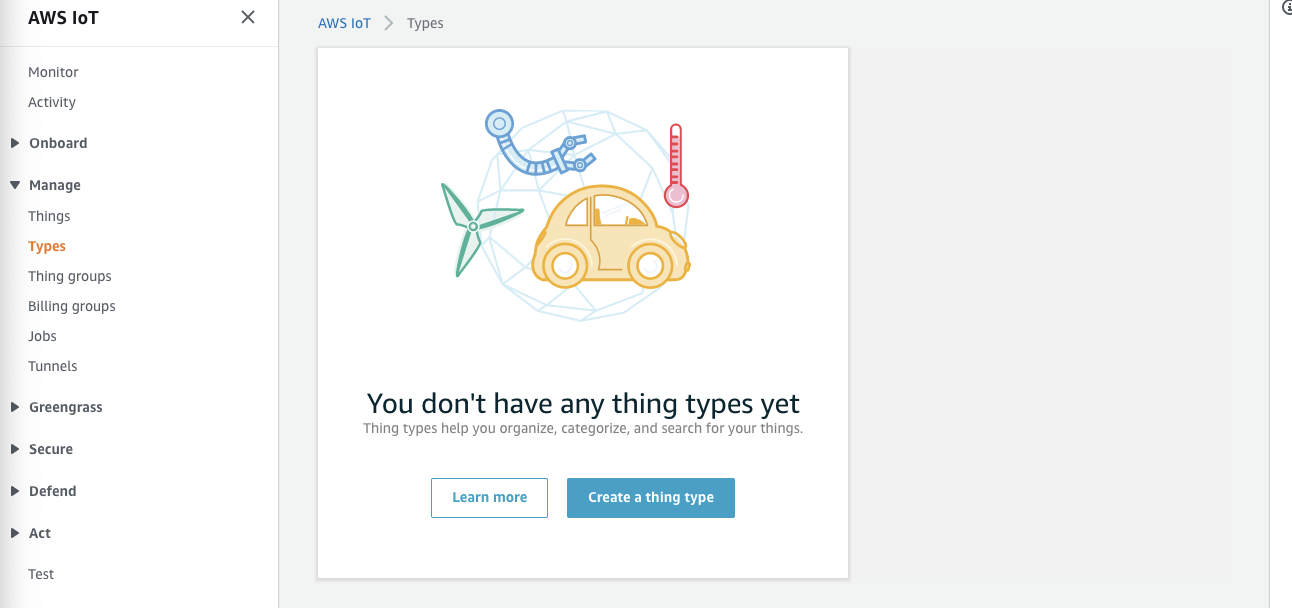 AWS IoT
Monitor
Activity
Onboard
Manage
Things
Types
Thing groups
Billing groups
Jobs
Tunnels
Greengrass
Secure
Defend
Act
Test
AWS IoT > Types
You don't have any thing types yet
Thing types help you organize, categorize, and search for your things.
Learn more
Create a thing type